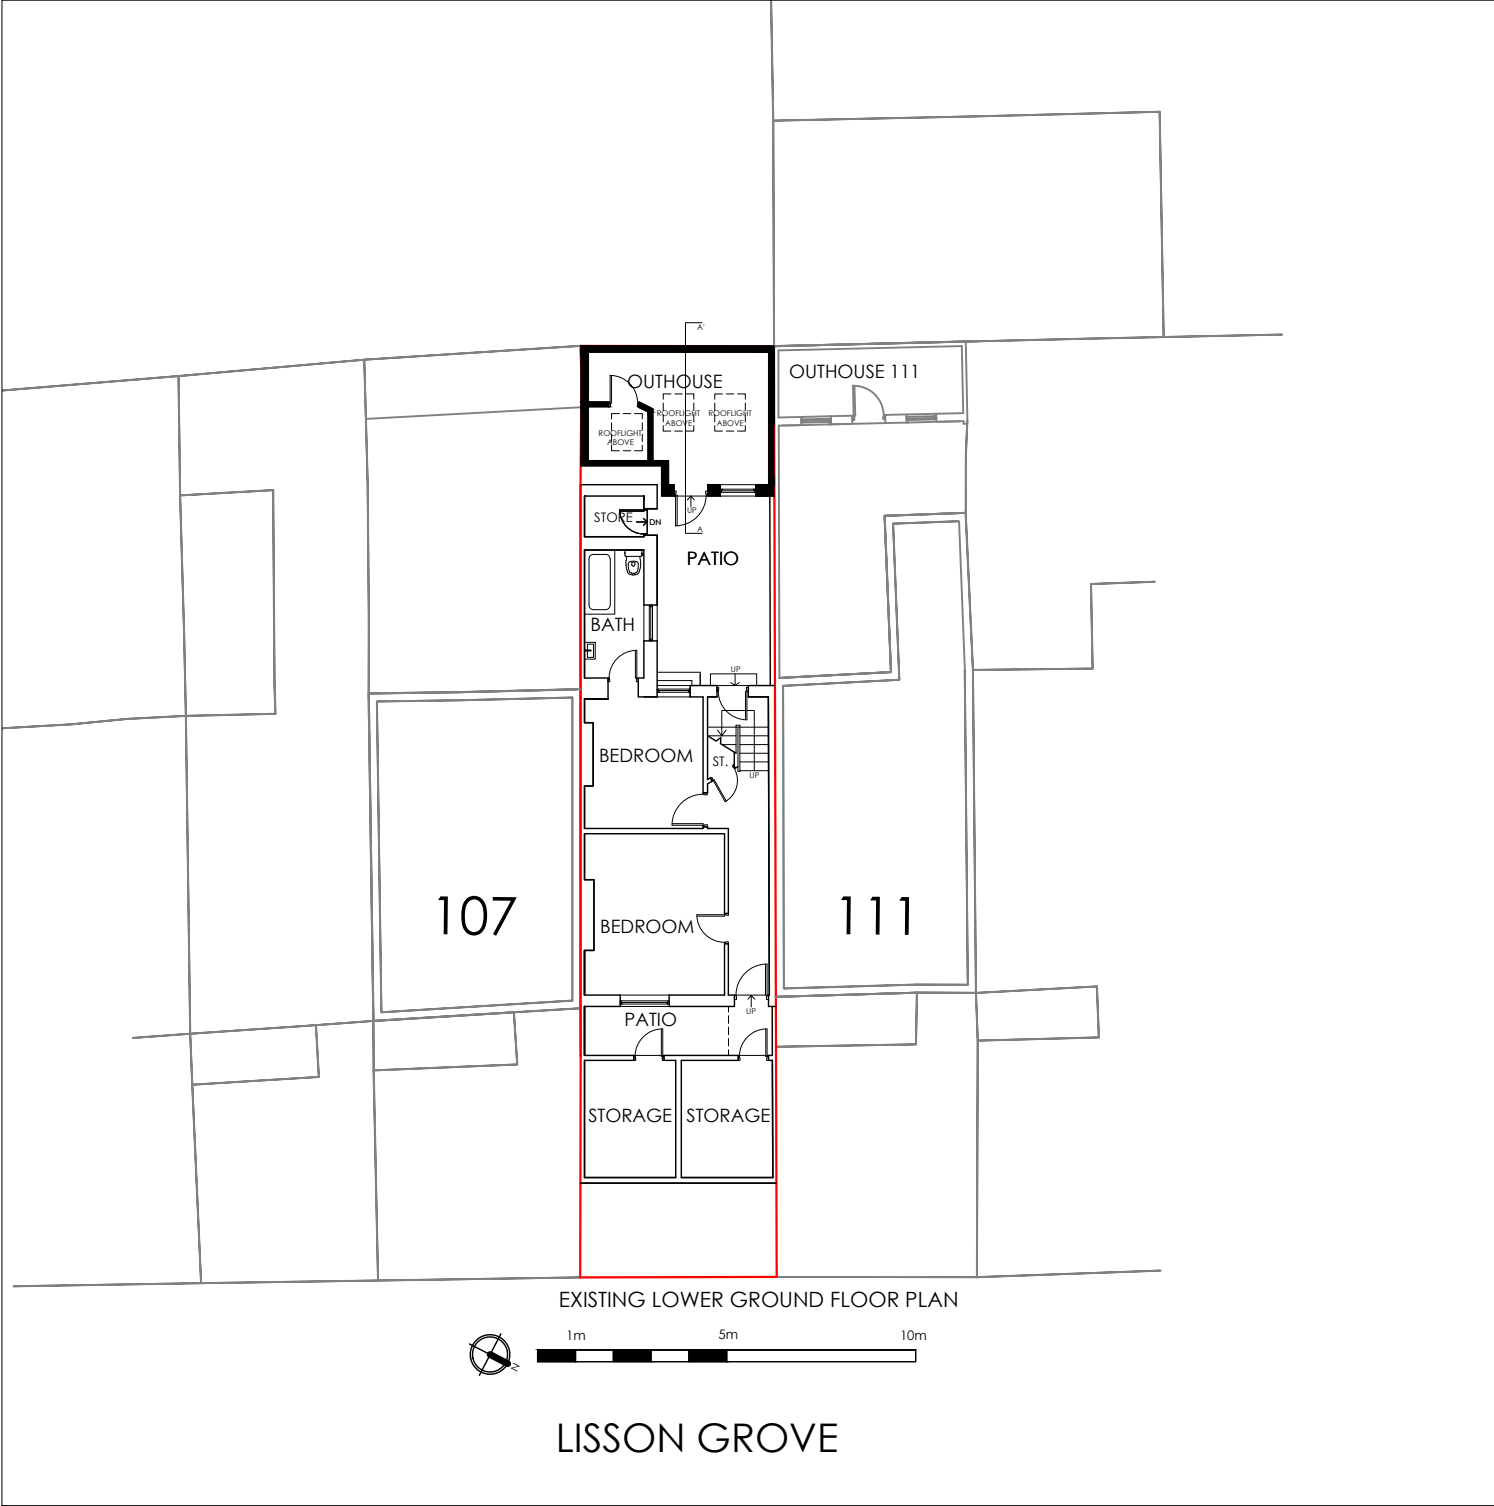 A'
OUTHOUSE
OUTHOUSE 111
ROOFLIGHT
ABOVE
ROOFLIGHT
ABOVE
ROOFLIGHT
ABOVE
UP
STORE
DN
A
PATIO
BATH
UP
BEDROOM
ST.
UP
107
BEDROOM
111
UP
PATIO
STORAGE
STORAGE
EXISTING LOWER GROUND FLOOR PLAN
1m
5m
10m
N
LISSON GROVE